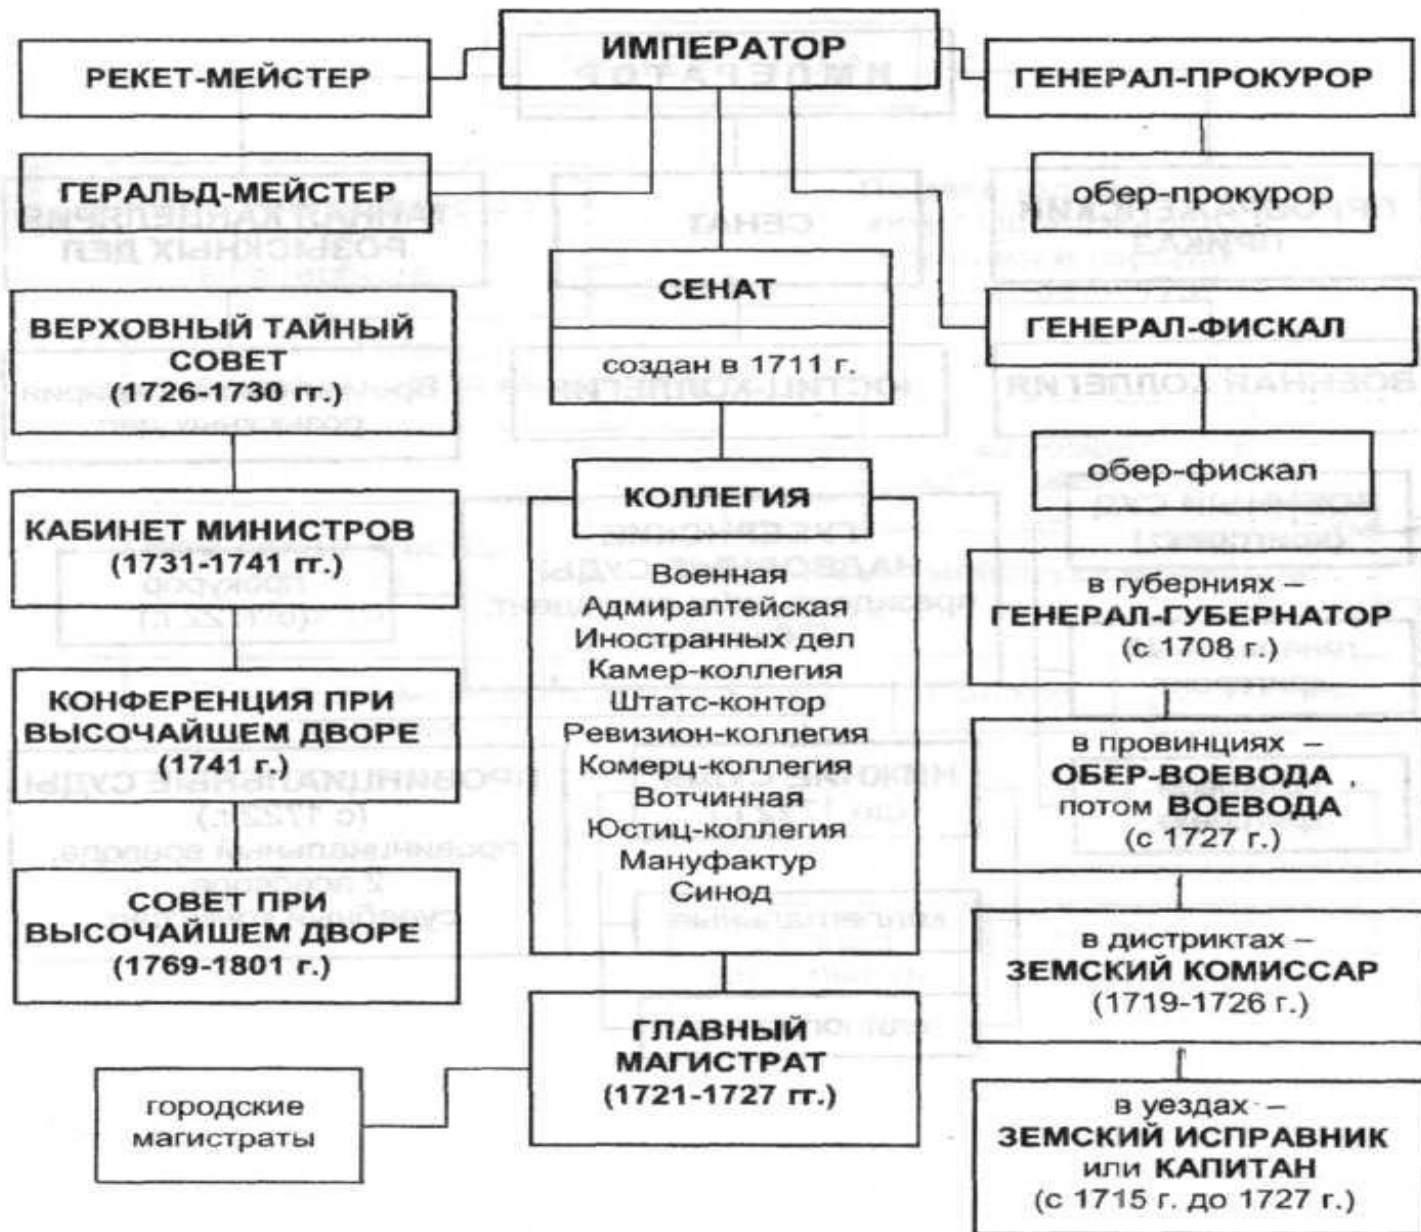 ИМПЕРАТОР
РЕКЕТ-МЕЙСТЕР
ГЕНЕРАЛ-ПРОКУРОР
ГЕРАЛЬД-МЕЙСТЕР
обер-прокурор
СЕНАТ
создан в 1711 г.
ГЕНЕРАЛ-ФИСКАЛ
обер-фискал
ВЕРХОВНЫЙ ТАЙНЫЙ
СОВЕТ
(1726-1730 гг.)
КАБИНЕТ МИНИСТРОВ
(1731-1741 гг.)
КОНФЕРЕНЦИЯ ПРИ
ВЫСОЧАЙШЕМ ДВОРЕ
(1741 г.)
СОВЕТ ПРИ
ВЫСОЧАЙШЕМ ДВОРЕ
(1769-1801 г.)
КОЛЛЕГИЯ
Военная
Адмиралтейская
Иностранных дел
Камер-коллегия
Штатс-контор
Ревизион-коллегия
Комерц-коллегия
Вотчинная
Юстиц-коллегия
Мануфактур
Синод
ГЛАВНЫЙ
МАГИСТРАТ
(1721-1727 гг.)
городские
магистраты
в губерниях –
ГЕНЕРАЛ-ГУБЕРНАТОР
(с 1708 г.)
в провинциях –
ОБЕР-ВОЕВОДА ,
потом ВОЕВОДА
(с 1727 г.)
в дистриктах –
ЗЕМСКИЙ КОМИССАР
(1719-1726 г.)
в уездах –
ЗЕМСКИЙ ИСПРАВНИК
или КАПИТАН
(с 1715 г. до 1727 г.)